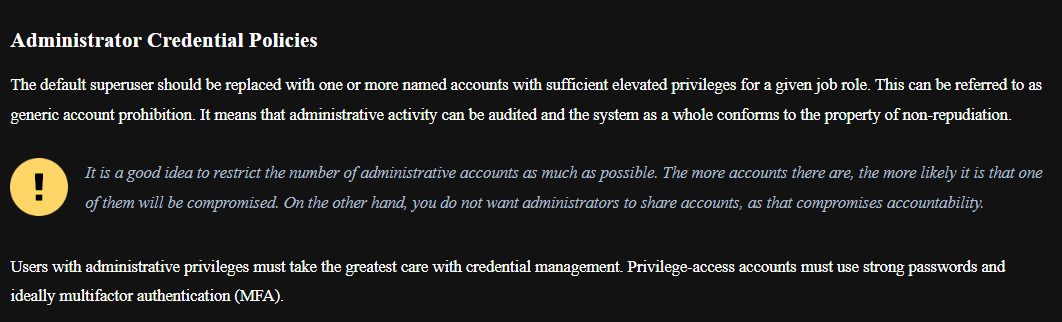 Administrator Credential Policies
The default superuser should be replaced with one or more named accounts with sufficient elevated privileges for a given job role. This can be referred to as
generic account prohibition. It means that administrative activity can be audited and the system as a whole conforms to the property of non-repudiation.
It is a good idea to restrict the number of administrative accounts as much as possible. The more accounts there are, the more likely it is that one
of them will be compromised. On the other hand, you do not want administrators to share accounts, as that compromises accountability.
Users with administrative privileges must take the greatest care with credential management. Privilege-access accounts must use strong passwords and
ideally multifactor authentication (MFA).